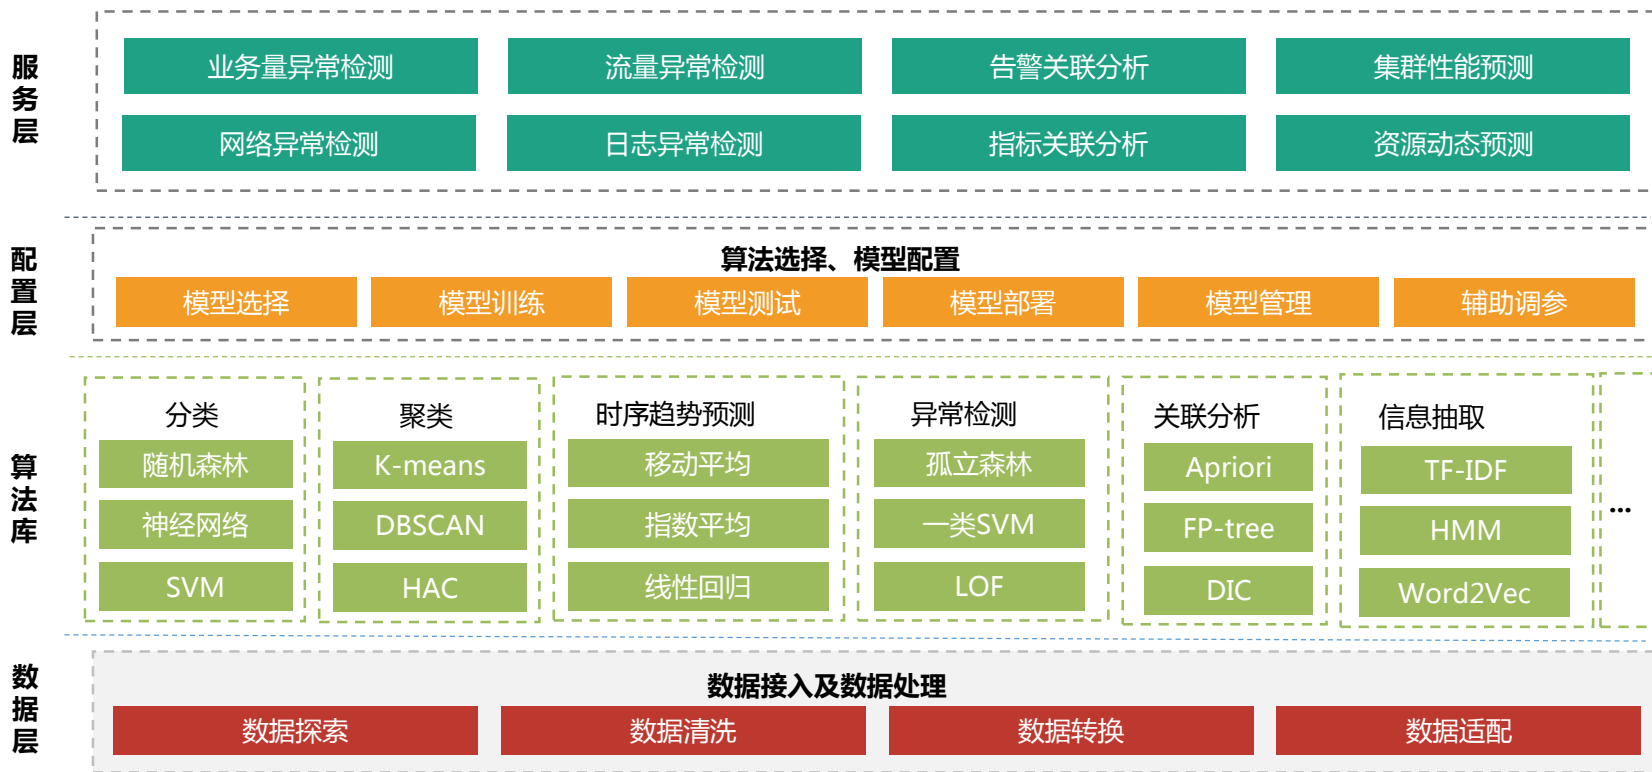 服务层
业务量异常检测
流量异常检测
告警关联分析
集群性能预测
网络异常检测
日志异常检测
指标关联分析
资源动态预测
配置层
算法选择、模型配置
模型选择
模型训练
模型测试
模型部署
模型管理
辅助调参
算法库
分类
随机森林
神经网络
SVM
聚类
K-means
DBSCAN
HAC
时序趋势预测
移动平均
指数平均
线性回归
异常检测
孤立森林
一类SVM
LOF
关联分析
Apriori
FP-tree
DIC
信息抽取
TF-IDF
HMM
Word2Vec
...
数据层
数据接入及数据处理
数据探索
数据清洗
数据转换
数据适配